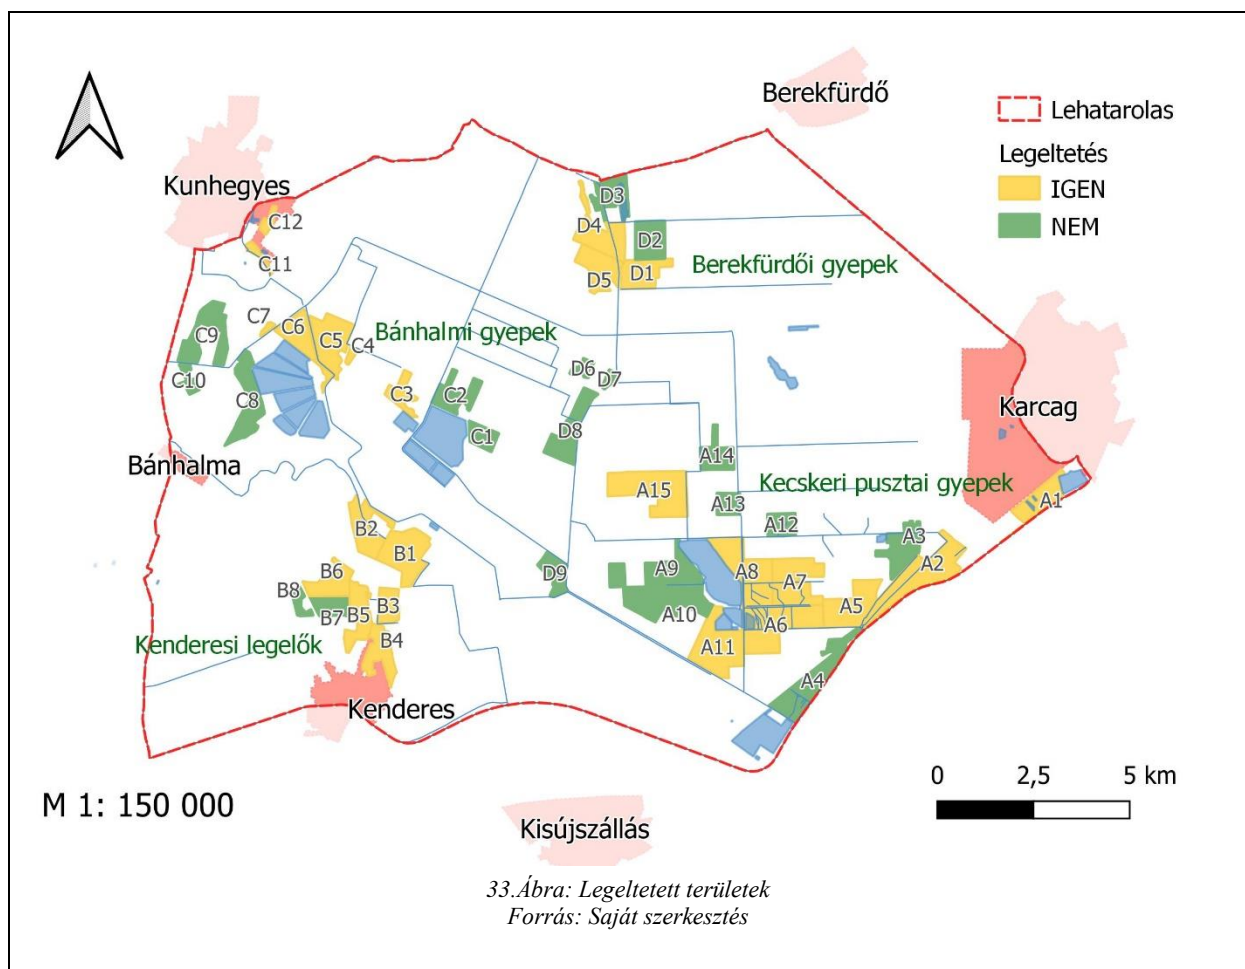 Berekfürdő
Lehatarolas
Legeltetés
IGEN
NEM
Kunhegyes
D3
C12
D4
D2
C11
D5
D1
Berekfürdői gyepek
C7
C6
C9
C5
Bánhalmi gyepek
C4
D6
D7
C10
C8
C3
C2
Karcag
C1
D8
Bánhalma
A14
Kecskeri pusztai gyepek
A15
A13
A1
A12
B2
B1
A3
A2
B6
D9
A9
A8
A7
B8
B7
B5
B3
A10
A6
A5
Kenderesi legelők
B4
A11
A4
Kenderes
0 2,5 5 km
M 1: 150 000
Kisújszállás
33.Ábra: Legeltetett területek
Forrás: Saját szerkesztés